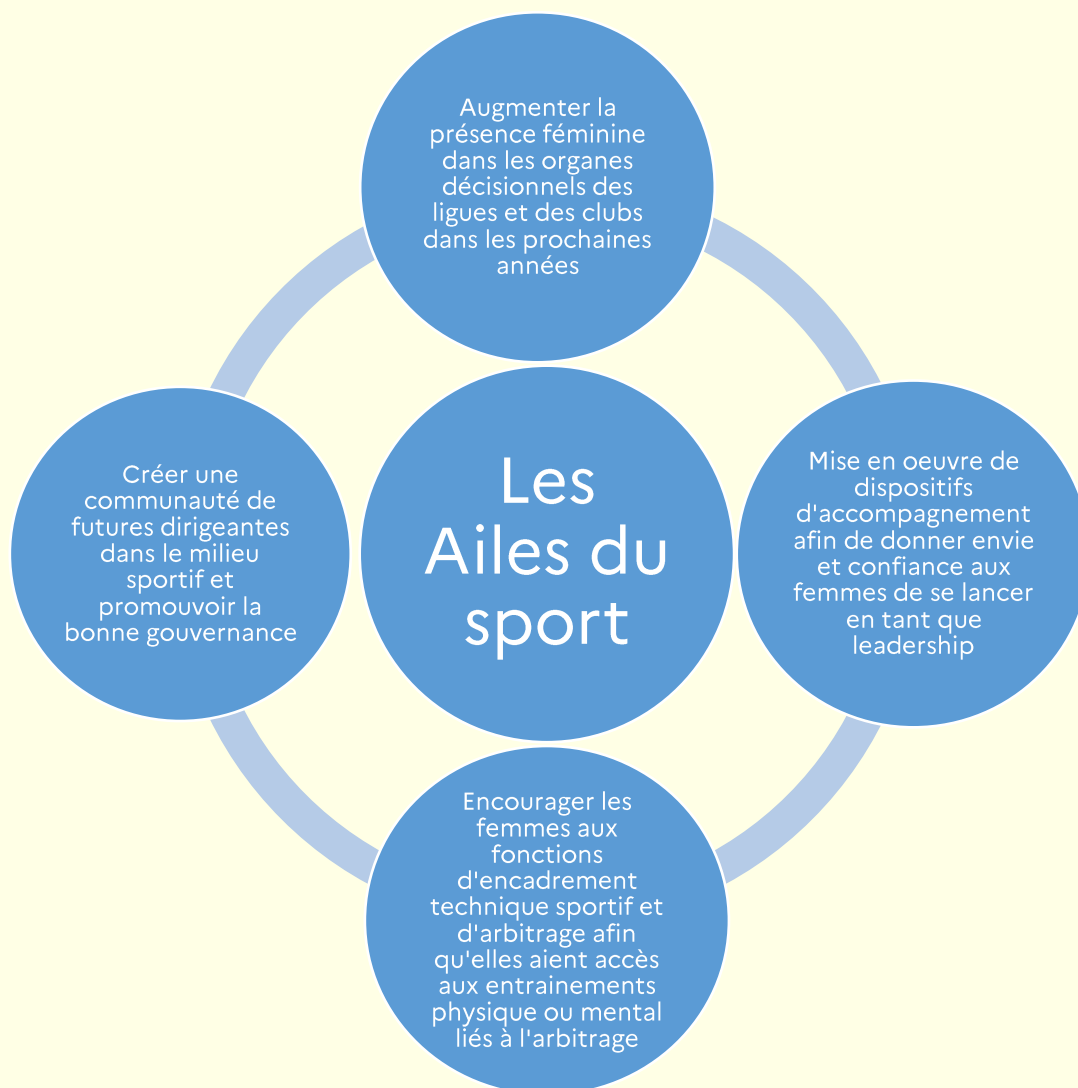 Augmenter la
présence féminine
dans les organes
décisionnels des
ligues et des clubs
dans les prochaines
années
Créer une
communauté de
futures dirigeantes
dans le milieu
sportif et
promouvoir la
bonne gouvernance
Les
Ailes du
sport
Mise en oeuvre de
dispositifs
d'accompagnement
afin de donner envie
et confiance aux
femmes de se lancer
en tant que
leadership
Encourager les
femmes aux
fonctions
d'encadrement
technique sportif et
d'arbitrage afin
qu'elles aient accès
aux entrainements
physique ou mental
liés à l'arbitrage